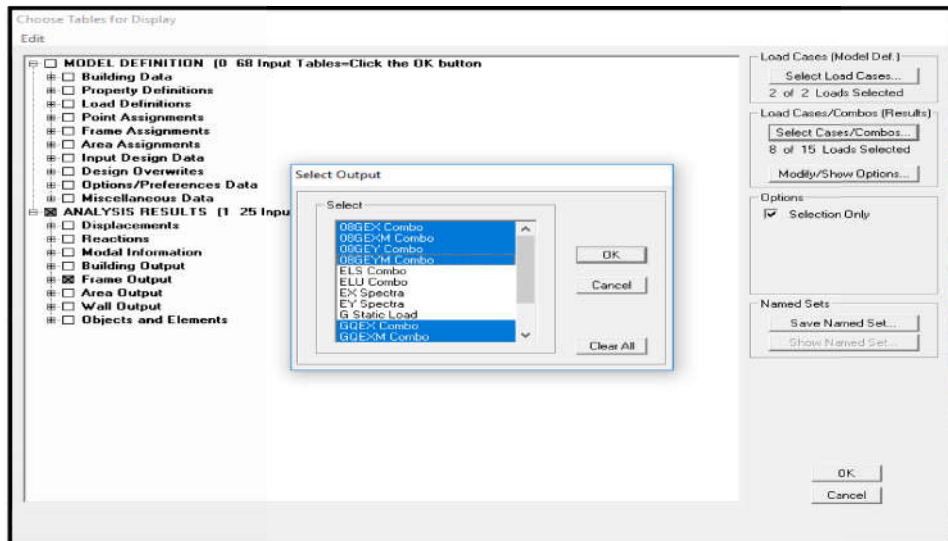 Choose Tables for Display
Edit
MODEL DEFINITION (0 68 Input Tables=Click the OK button
Building Data
Property Definitions
Load Definitions
Point Assignments
Frame Assignments
Area Assignments
Input Design Data
Design Overwrites
Options/Preferences Data
Miscellaneous Data
ANALYSIS RESULTS (1 25 Inpu
Displacements
Reactions
Modal Information
Building Output
Frame Output
Area Output
Wall Output
Objects and Elements
Select Output
Select
08GEX Combo
08GEXM Combo
08GEY Combo
08GEYM Combo
ELS Combo
ELU Combo
EX Spectra
EY Spectra
G Static Load
GQEX Combo
GQEXM Combo
OK
Cancel
Clear All
Load Cases (Model Def.)
Select Load Cases...
2 of 2 Loads Selected
Load Cases/Combos (Results)
Select Cases/Combos...
8 of 15 Loads Selected
Modify/Show Options...
Options
Selection Only
Named Sets
Save Named Set...
Show Named Set...
OK
Cancel